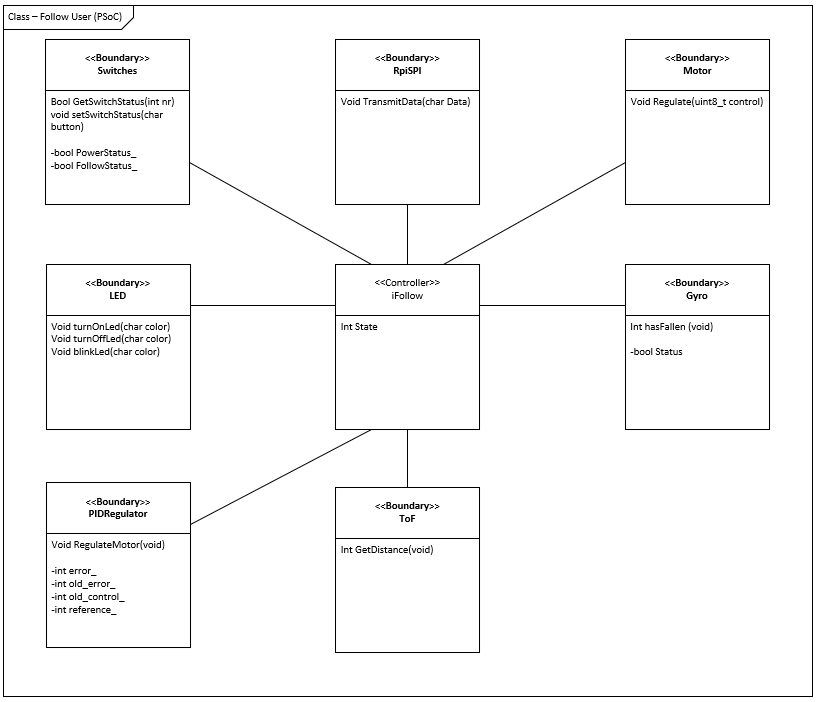 Class – Follow User (PSoC)
<<Boundary>>
Switches
Bool GetSwitchStatus(int nr)
void setSwitchStatus(char
button)
-bool PowerStatus_
-bool FollowStatus_
<<Boundary>>
RpiSPI
Void TransmitData(char Data)
<<Boundary>>
Motor
Void Regulate(uint8_t control)
<<Boundary>>
LED
Void turnOnLed(char color)
Void turnOffLed(char color)
Void blinkLed(char color)
<<Controller>>
iFollow
Int State
<<Boundary>>
Gyro
Int hasFallen (void)
-bool Status
<<Boundary>>
PIDRegulator
Void RegulateMotor(void)
-int error_
-int old_error_
-int old_control_
-int reference_
<<Boundary>>
ToF
Int GetDistance(void)